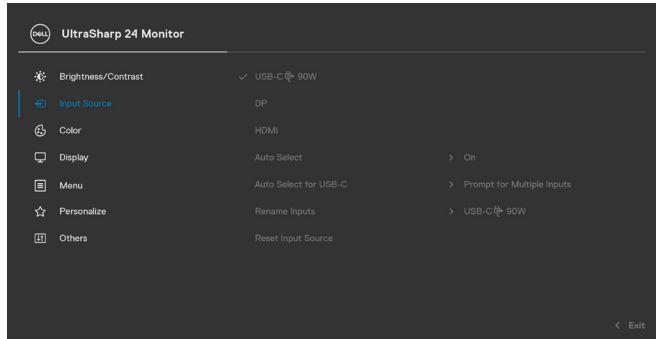 DELL UltraSharp 24 Monitor
Brightness/Contrast ✓ USB-C 90W
Input Source DP
Color HDMI
Display Auto Select > On
Menu Auto Select for USB-C > Prompt for Multiple Inputs
Personalize Rename Inputs > USB-C 90W
Others Reset Input Source
< Exit